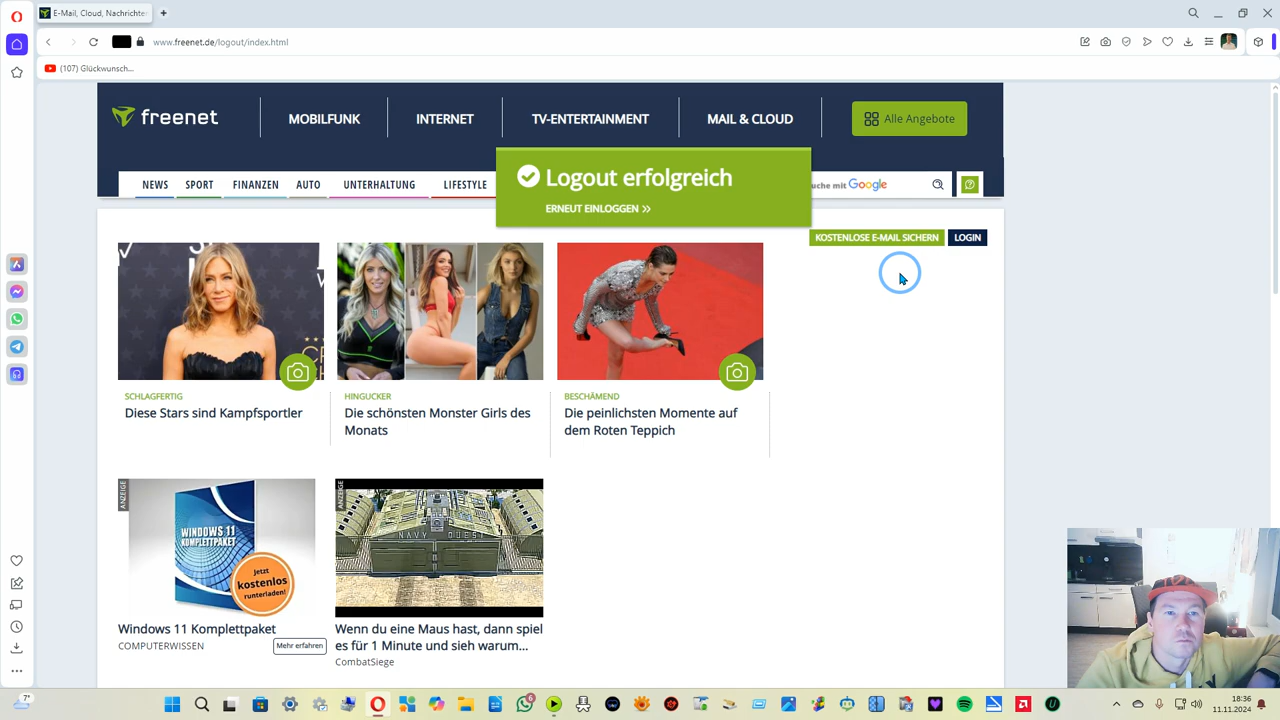 E-Mail, Cloud, Nachrichten
www.freenet.de/logout/index.html
(107) Glückwunsch...
freenet
MOBILFUNK
INTERNET
TV-ENTERTAINMENT
MAIL & CLOUD
Alle Angebote
NEWS
SPORT
FINANZEN
AUTO
UNTERHALTUNG
LIFESTYLE
uche mit Google
Logout erfolgreich
ERNEUT EINLOGGEN
KOSTENLOSE E-MAIL SICHERN
LOGIN
SCHLAGFERTIG
Diese Stars sind Kampfsportler
HINGUCKER
Die schönsten Monster Girls des
Monats
BESCHÄMEND
Die peinlichsten Momente auf
dem Roten Teppich
ANZEIGE
WINDOWS 11
KOMPLETTPAKET
Jetzt
kostenlos
runterladen!
Windows 11 Komplettpaket
COMPUTERWISSEN
Mehr erfahren
ANZEIGE
NAVY QUEST
Wenn du eine Maus hast, dann spiel
es für 1 Minute und sieh warum...
CombatSiege
7°
6
18:36
11.11.2024